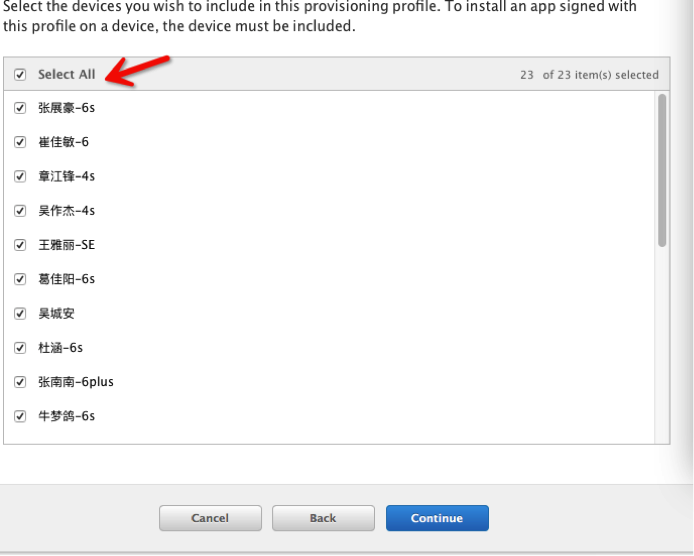 Select the devices you wish to include in this provisioning profile. To install an app signed with
this profile on a device, the device must be included.
Select All
23 of 23 item(s) selected
张展豪-6s
崔佳敏-6
章江锋-4s
吴作杰-4s
王雅丽-SE
葛佳阳-6s
吴城安
杜涵-6s
张南南-6plus
牛梦鸽-6s
Cancel
Back
Continue